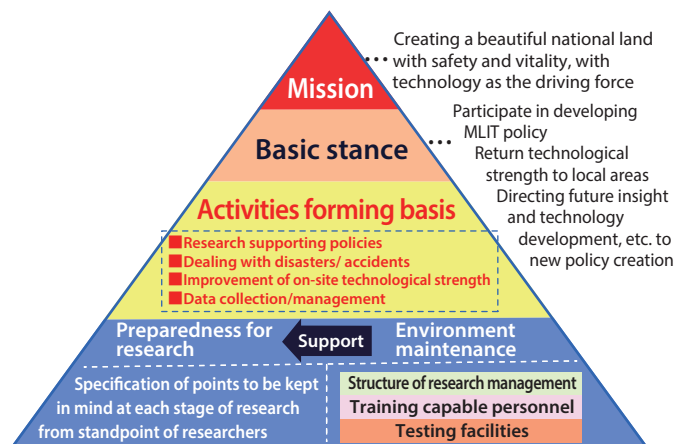 Mission
Creating a beautiful national land
with safety and vitality, with
technology as the driving force
Basic stance
Participate in developing
MLIT policy
Return technological
strength to local areas
Directing future insight
and technology
development, etc. to
new policy creation
Activities forming basis
Research supporting policies
Dealing with disasters/ accidents
Improvement of on-site technological strength
Data collection/management
Preparedness for
research
Support
Environment
maintenance
Specification of points to be kept
in mind at each stage of research
from standpoint of researchers
Structure of research management
Training capable personnel
Testing facilities